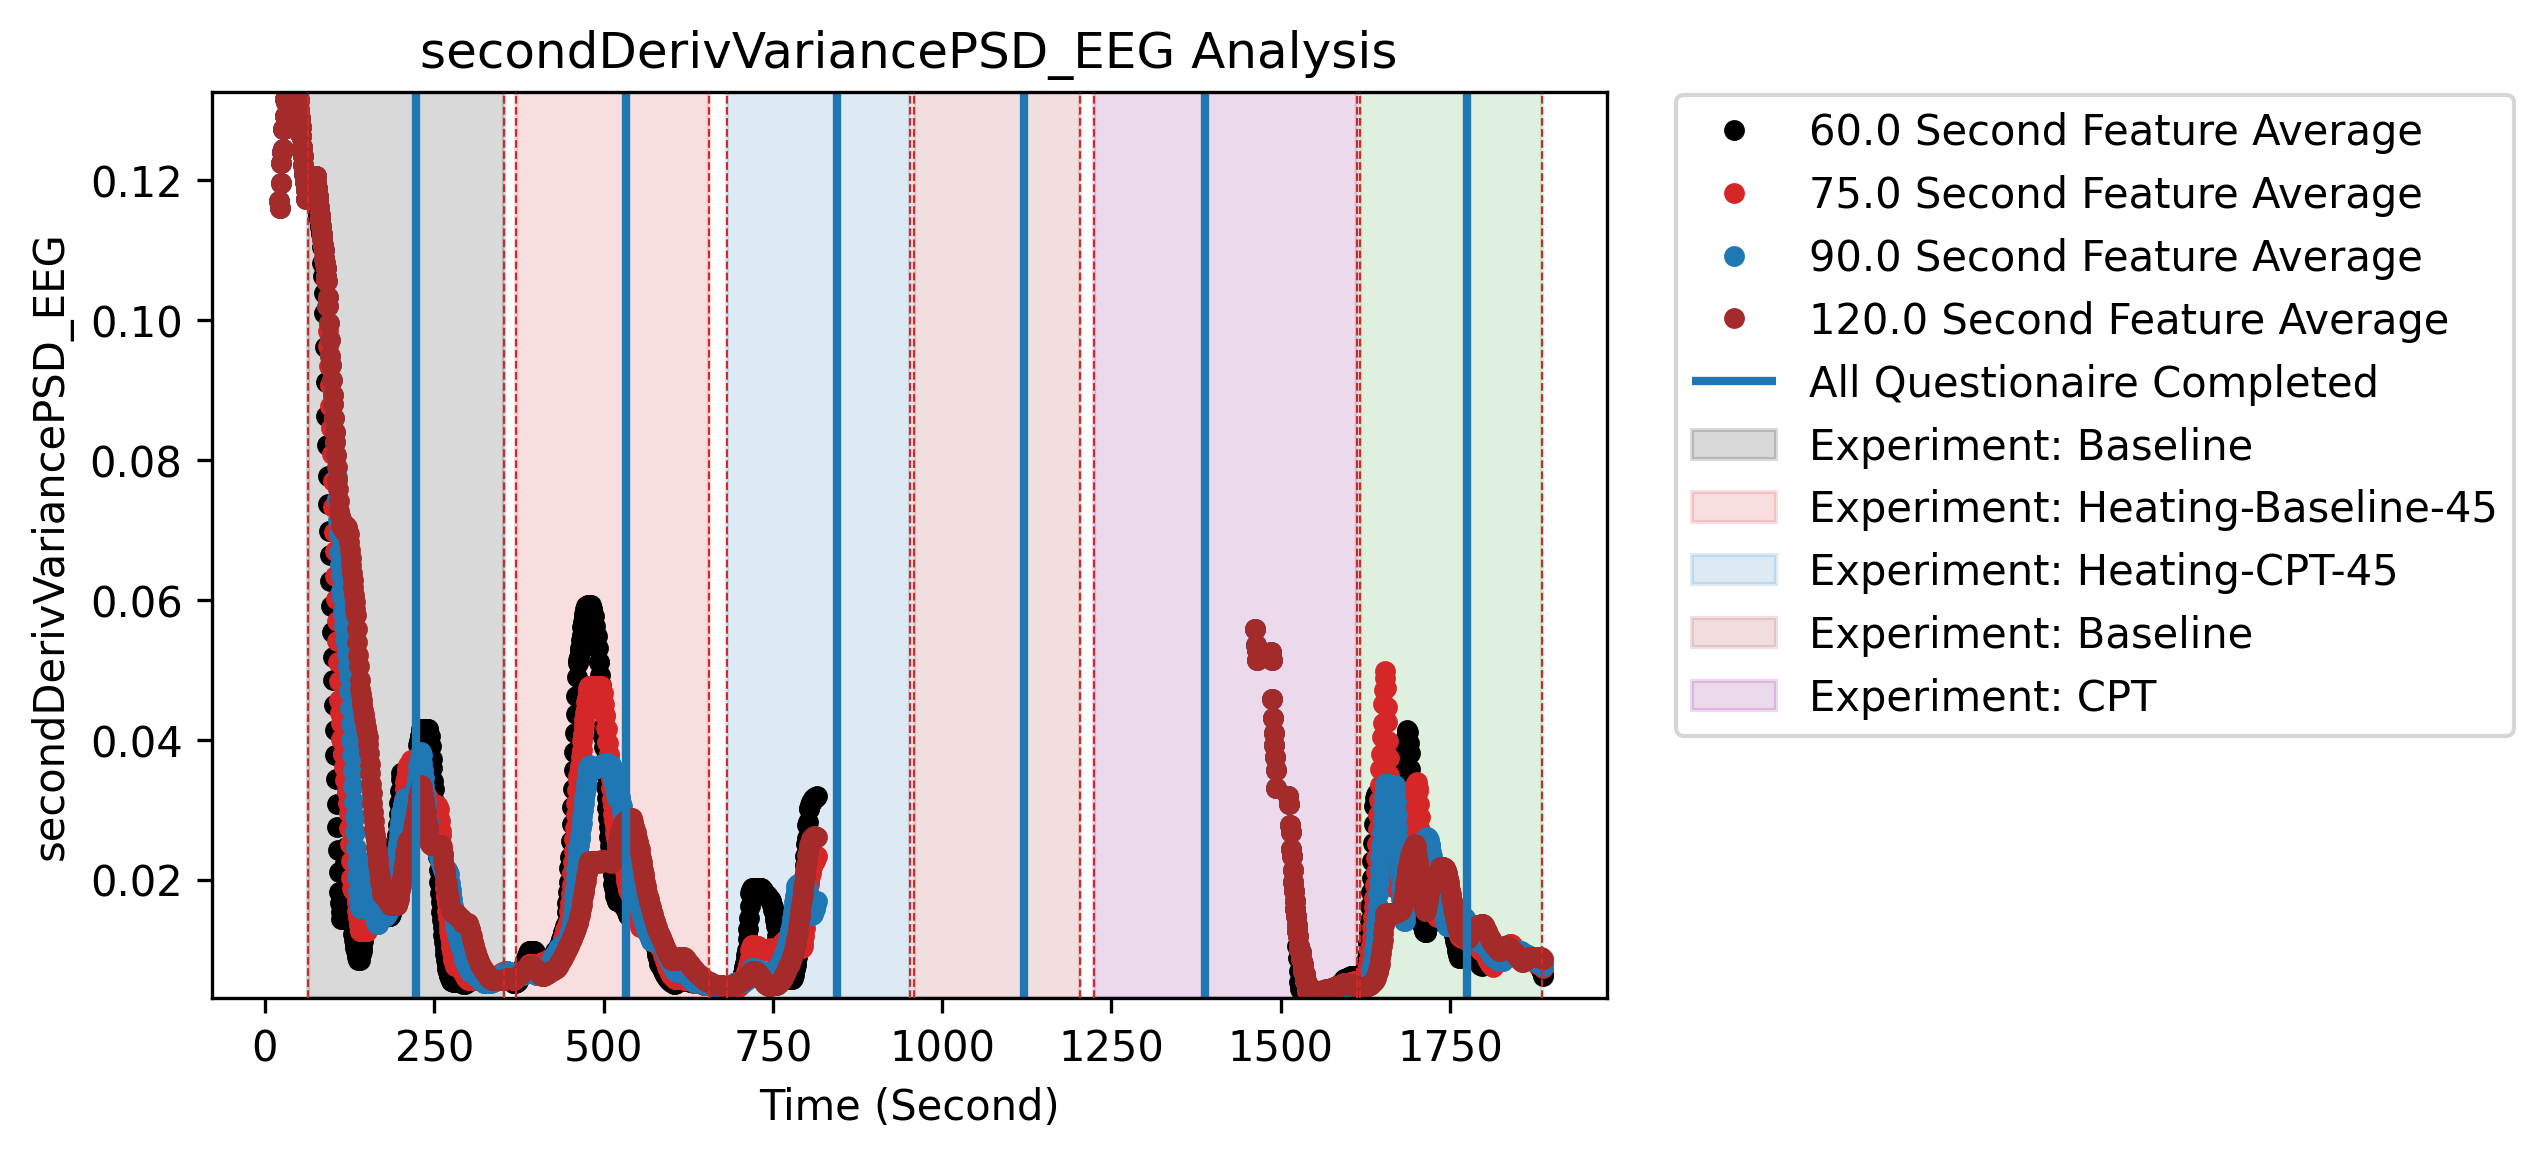 secondDerivVariancePSD_EEG Analysis
secondDerivVariancePSD_EEG
0.12
0.10
0.08
0.06
0.04
0.02
0 250 500 750 1000 1250 1500 1750
Time (Second)
60.0 Second Feature Average
75.0 Second Feature Average
90.0 Second Feature Average
120.0 Second Feature Average
All Questionaire Completed
Experiment: Baseline
Experiment: Heating-Baseline-45
Experiment: Heating-CPT-45
Experiment: Baseline
Experiment: CPT